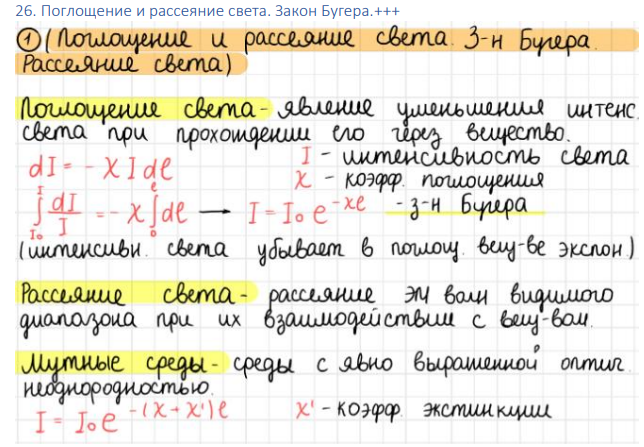 26. Поглощение и рассеяние света. Закон Бугера.+++
① (Поглощение и рассеяние света. З-н Бугера.
Рассеяние света)
Поглощение света - явление уменьшения интенс.
света при прохождении его через вещество.
dI = - χ I dl
I - интенсивность света
χ - коэфф. поглощения
∫_{I₀}^{I} dI/I = - χ ∫_0^l dl → I = I₀ e^{-χl} - з-н Бугера
(интенсивн. света убывает в поглощ. вещ-ве экспон.)
Рассеяние света - рассеяние ЭМ волн видимого
диапазона при их взаимодействии с вещ-вом.
Мутные среды - среды с явно выраженной оптич.
неоднородностью.
I = I₀ e^{-(χ + χ')l} χ' - коэфф. экстинкции